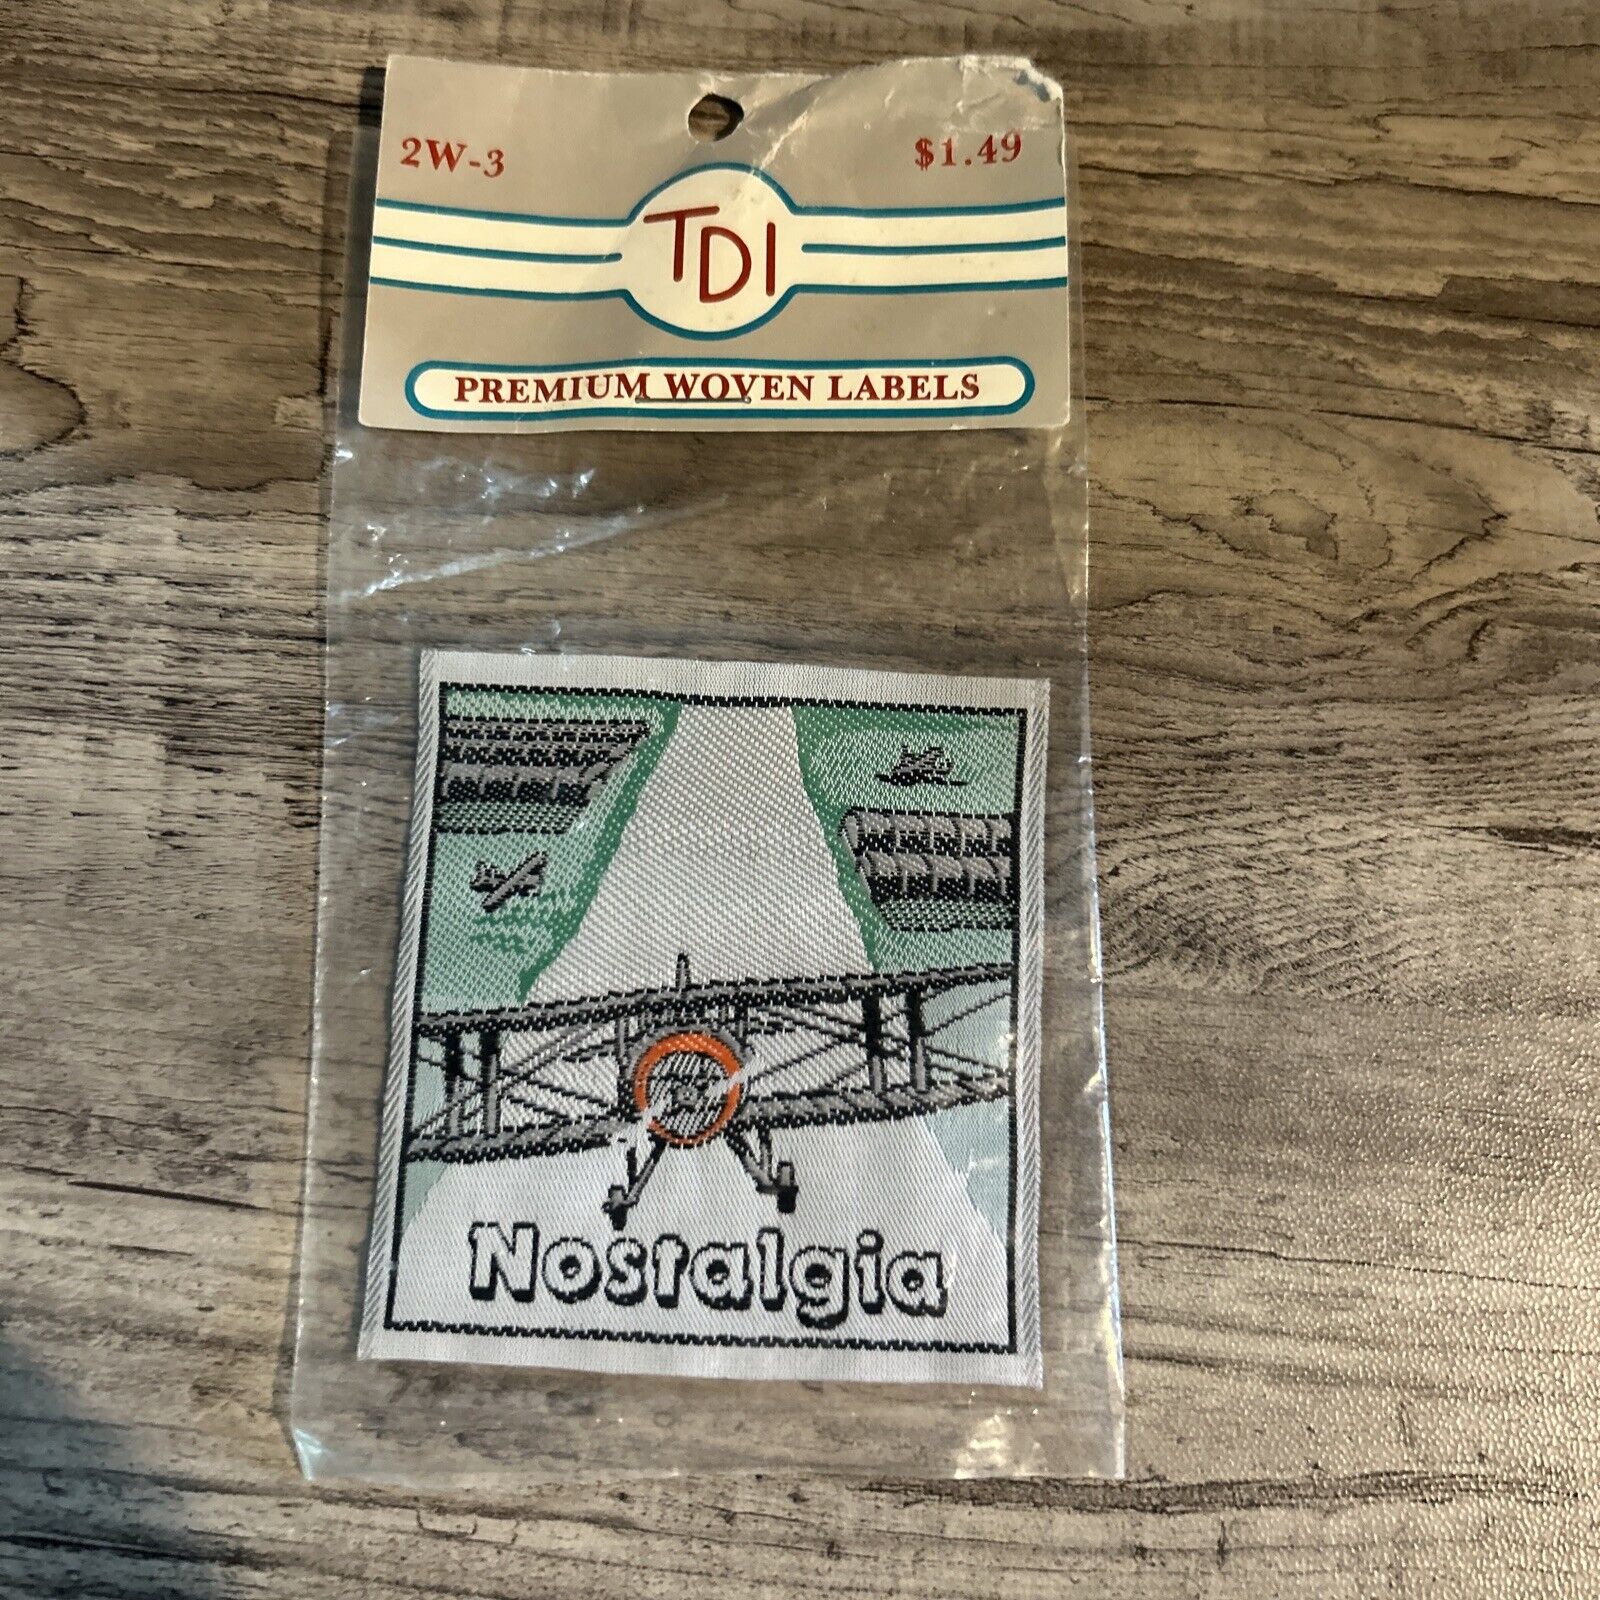 2W-3 $1.49
TDI
PREMIUM WOVEN LABELS
Nostalgia